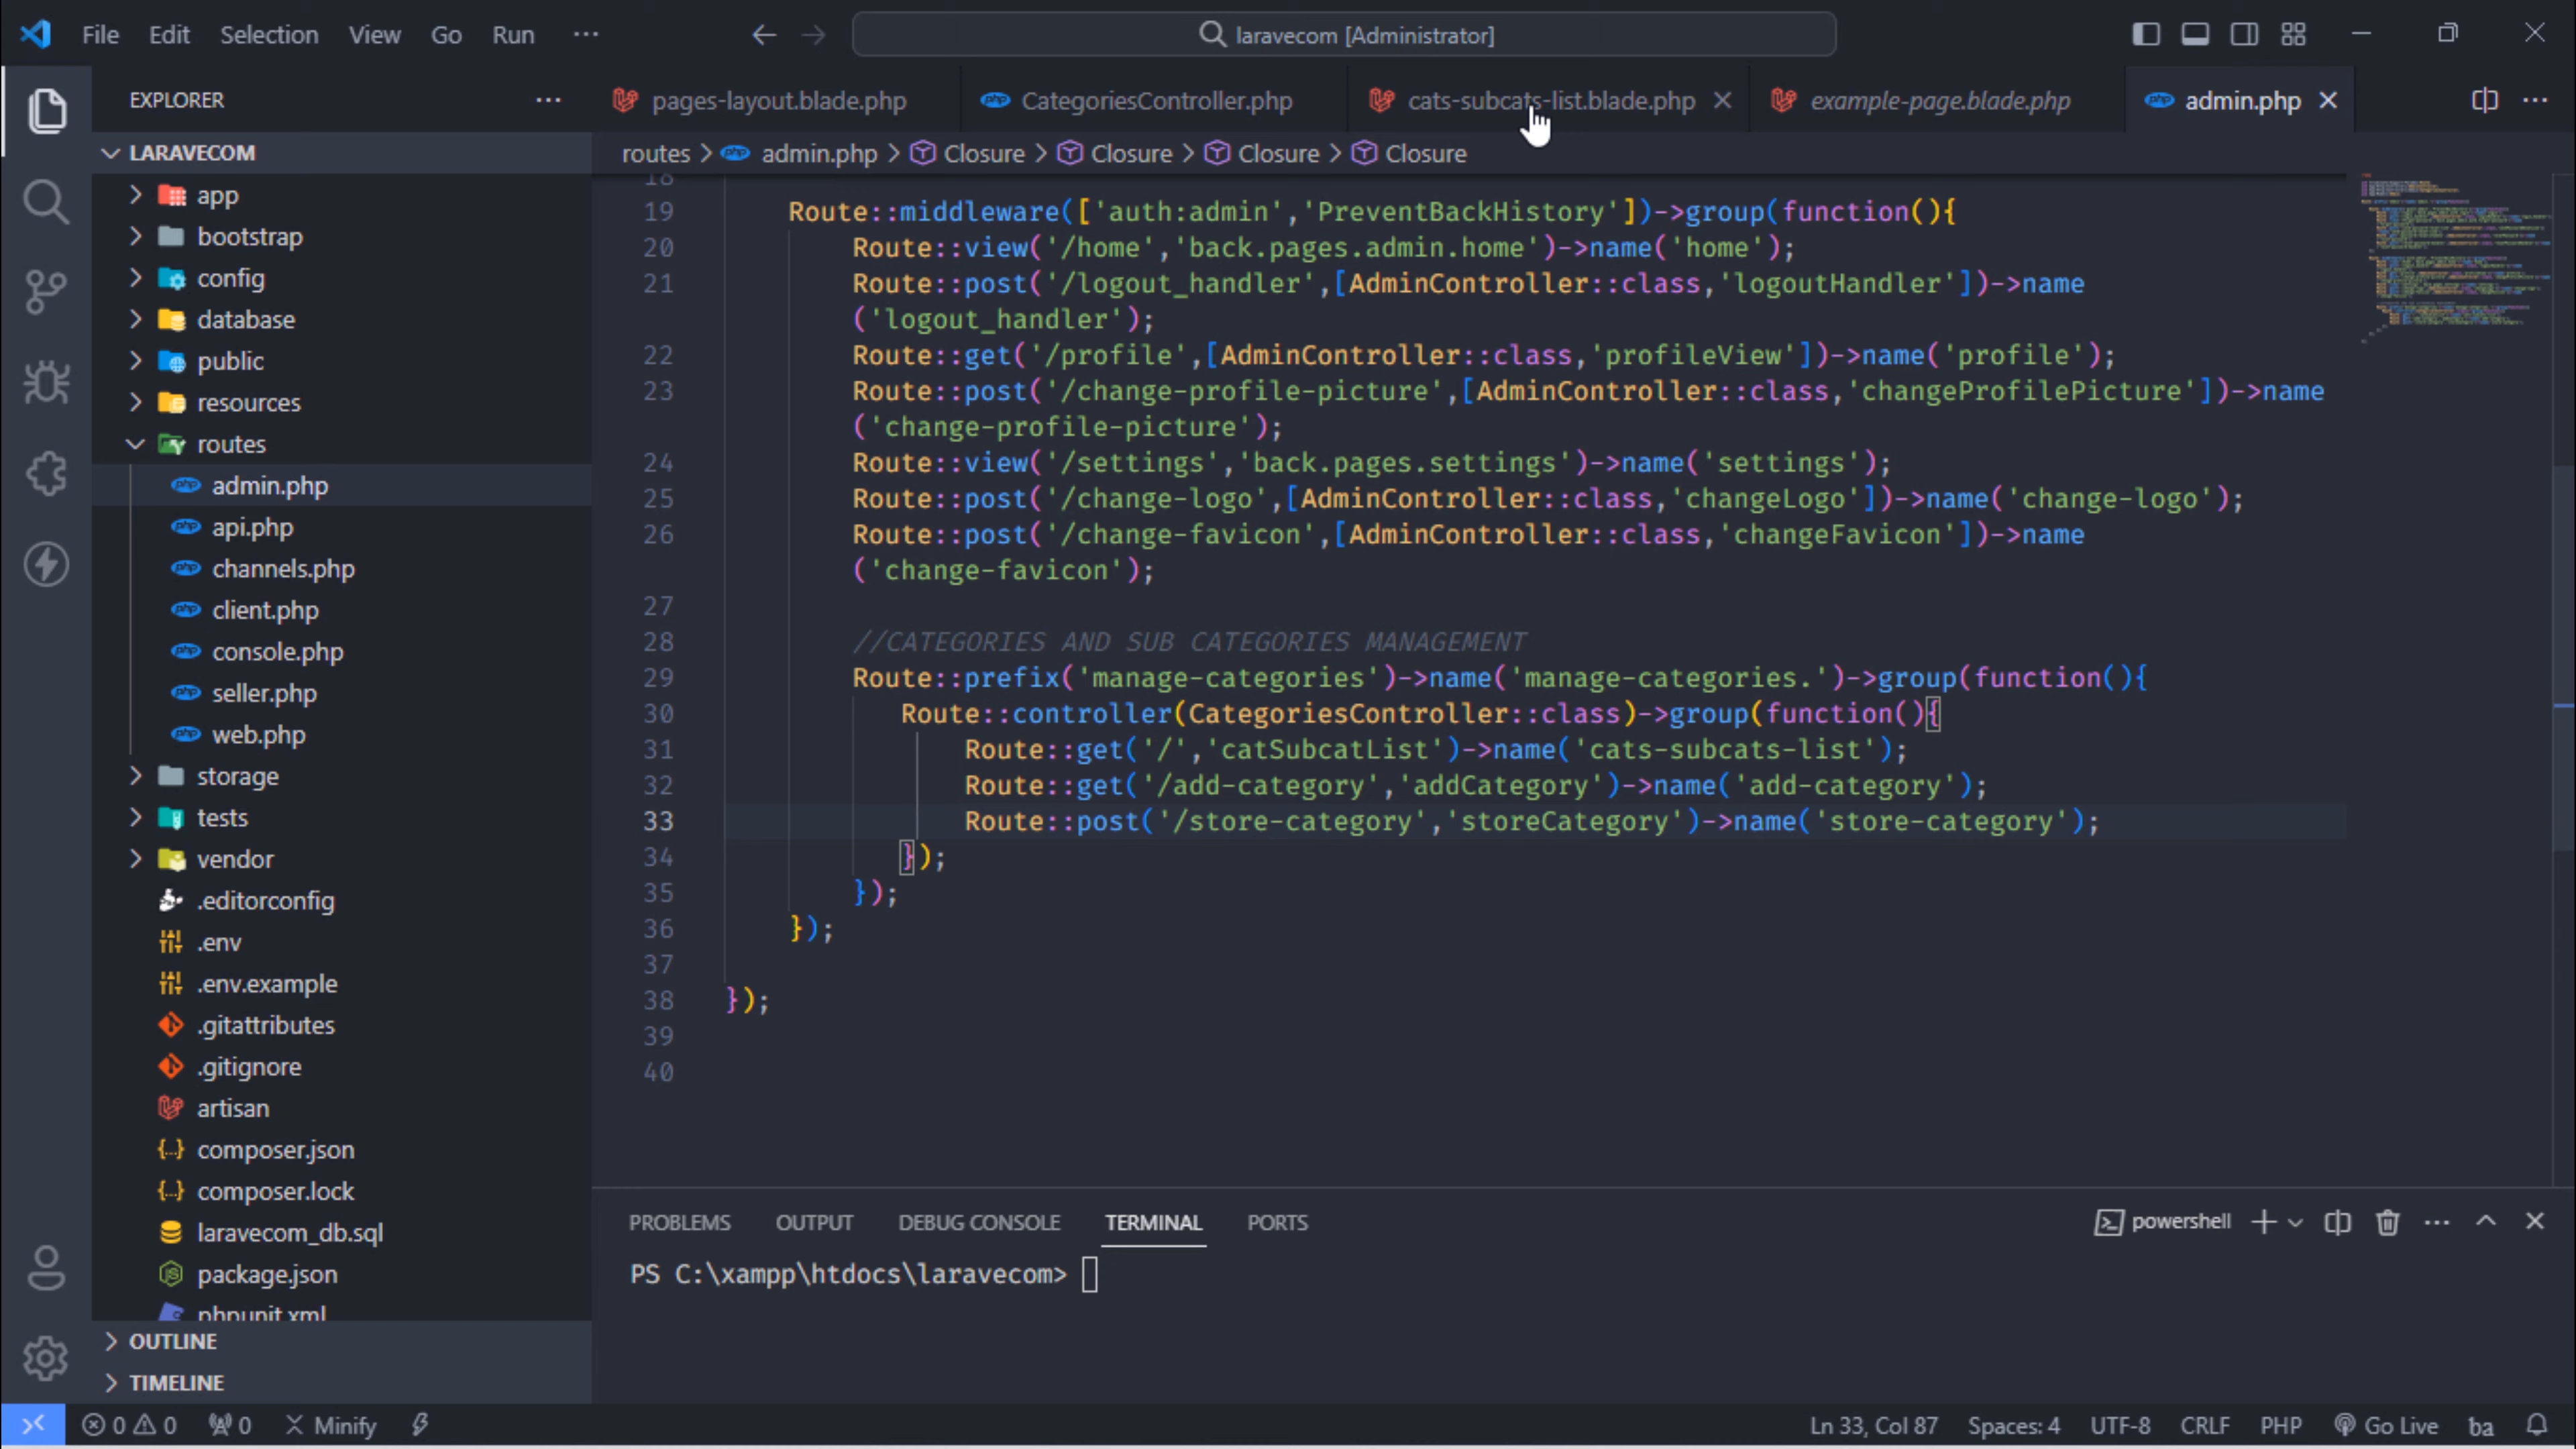 File Edit Selection View Go Run ··· laravecom [Administrator]
EXPLORER ···
pages-layout.blade.php CategoriesController.php cats-subcats-list.blade.php example-page.blade.php admin.php
LARAVECOM
routes > admin.php > Closure > Closure > Closure > Closure
app
bootstrap
config
database
public
resources
routes
admin.php
api.php
channels.php
client.php
console.php
seller.php
web.php
storage
tests
vendor
.editorconfig
.env
.env.example
.gitattributes
.gitignore
artisan
composer.json
composer.lock
laravecom_db.sql
package.json
phpunit.xml
OUTLINE
TIMELINE
18
19 Route::middleware(['auth:admin','PreventBackHistory'])->group(function(){
20 Route::view('/home','back.pages.admin.home')->name('home');
21 Route::post('/logout_handler',[AdminController::class,'logoutHandler'])->name
('logout_handler');
22 Route::get('/profile',[AdminController::class,'profileView'])->name('profile');
23 Route::post('/change-profile-picture',[AdminController::class,'changeProfilePicture'])->name
('change-profile-picture');
24 Route::view('/settings','back.pages.settings')->name('settings');
25 Route::post('/change-logo',[AdminController::class,'changeLogo'])->name('change-logo');
26 Route::post('/change-favicon',[AdminController::class,'changeFavicon'])->name
('change-favicon');
27
28 //CATEGORIES AND SUB CATEGORIES MANAGEMENT
29 Route::prefix('manage-categories')->name('manage-categories.')->group(function(){
30 Route::controller(CategoriesController::class)->group(function(){
31 Route::get('/','catSubcatList')->name('cats-subcats-list');
32 Route::get('/add-category','addCategory')->name('add-category');
33 Route::post('/store-category','storeCategory')->name('store-category');
34 });
35 });
36 });
37
38 });
39
40
PROBLEMS OUTPUT DEBUG CONSOLE TERMINAL PORTS powershell
PS C:\xampp\htdocs\laravecom>
0 0 0 Minify Ln 33, Col 87 Spaces: 4 UTF-8 CRLF PHP Go Live ba